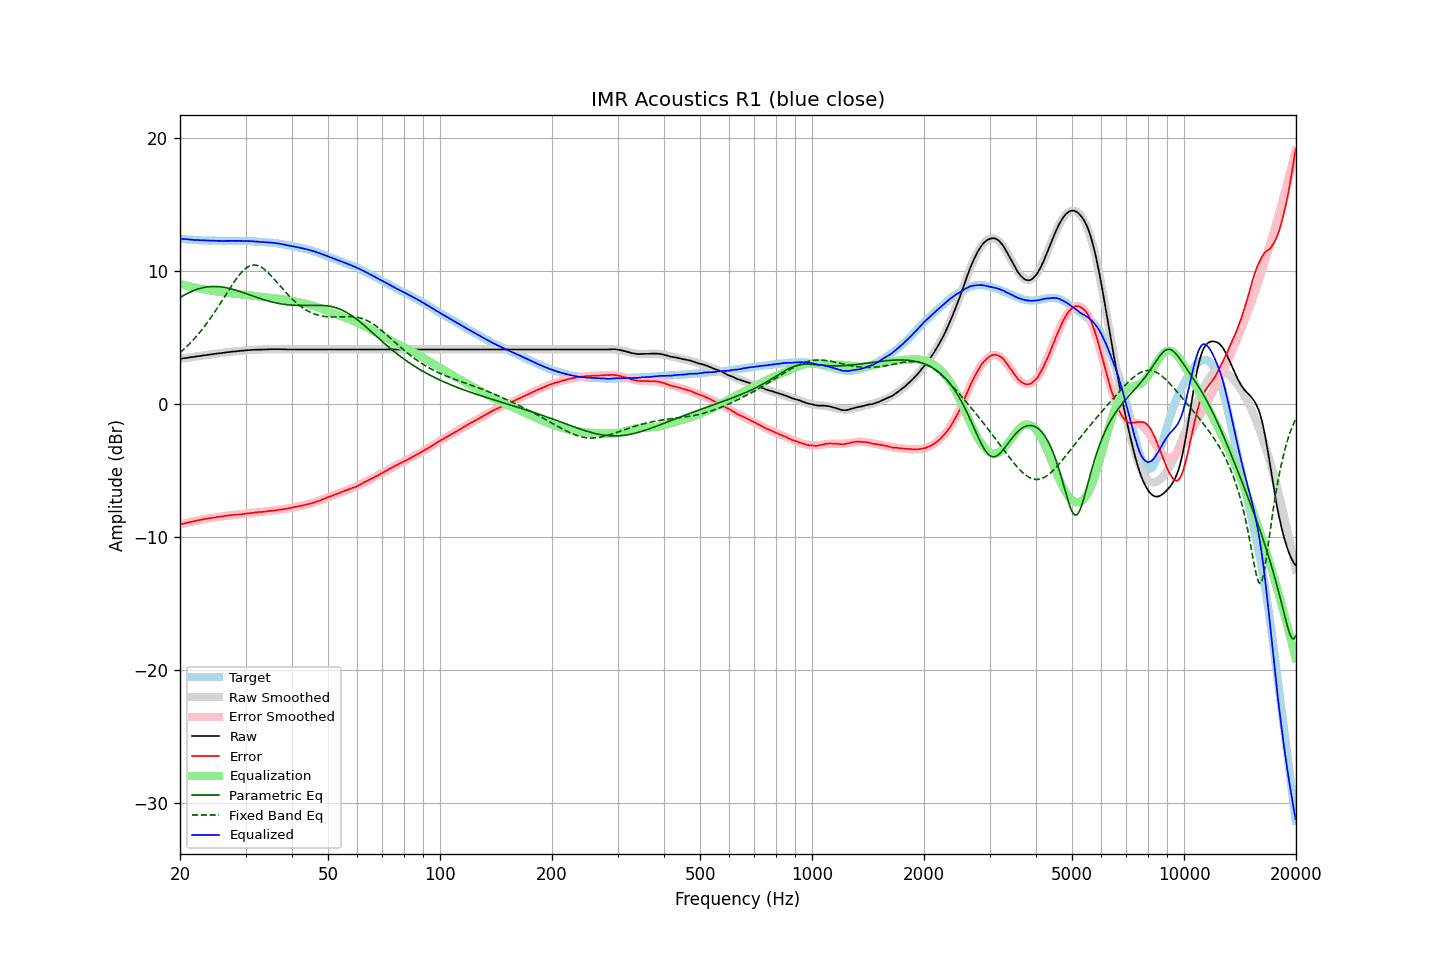 IMR Acoustics R1 (blue close)
Amplitude (dBr)
20
10
0
−10
−20
−30
Target
Raw Smoothed
Error Smoothed
Raw
Error
Equalization
Parametric Eq
Fixed Band Eq
Equalized
20 50 100 200 500 1000 2000 5000 10000 20000
Frequency (Hz)